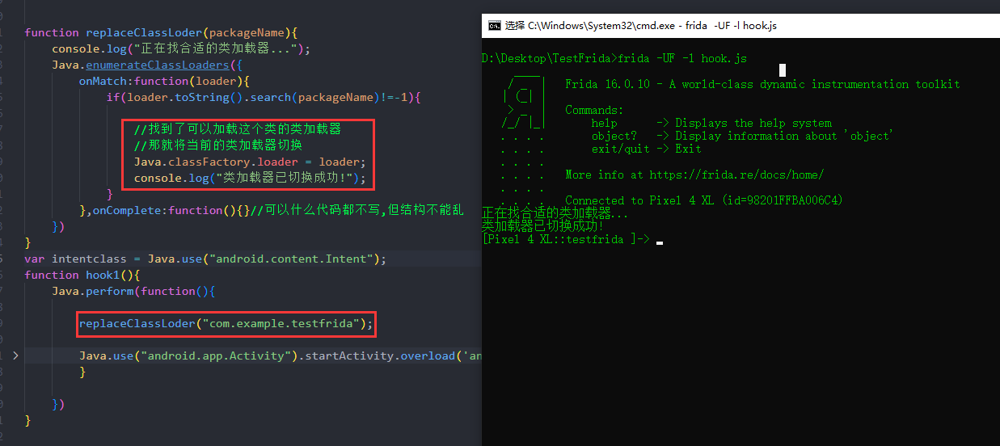 function replaceClassLoder(packageName){
console.log("正在找合适的类加载器...");
Java.enumerateClassLoaders({
onMatch:function(loader){
if(loader.toString().search(packageName)!=-1){
//找到了可以加载这个类的类加载器
//那就将当前的类加载器切换
Java.classFactory.loader = loader;
console.log("类加载器已切换成功!");
}
},onComplete:function(){}//可以什么代码都不写,但结构不能乱
})
}
var intentclass = Java.use("android.content.Intent");
function hook1(){
Java.perform(function(){
replaceClassLoder("com.example.testfrida");
Java.use("android.app.Activity").startActivity.overload('an
}
})
}
选择 C:\Windows\System32\cmd.exe - frida -UF -l hook.js
D:\Desktop\TestFrida>frida -UF -l hook.js
____
/ _ | Frida 16.0.10 - A world-class dynamic instrumentation toolkit
| (_| |
> _ | Commands:
/_/ |_| help -> Displays the help system
. . . . object? -> Display information about 'object'
. . . . exit/quit -> Exit
. . . .
. . . . More info at https://frida.re/docs/home/
. . . .
. . . . Connected to Pixel 4 XL (id=98201FFBA006C4)
正在找合适的类加载器...
类加载器已切换成功!
[Pixel 4 XL::testfrida ]->